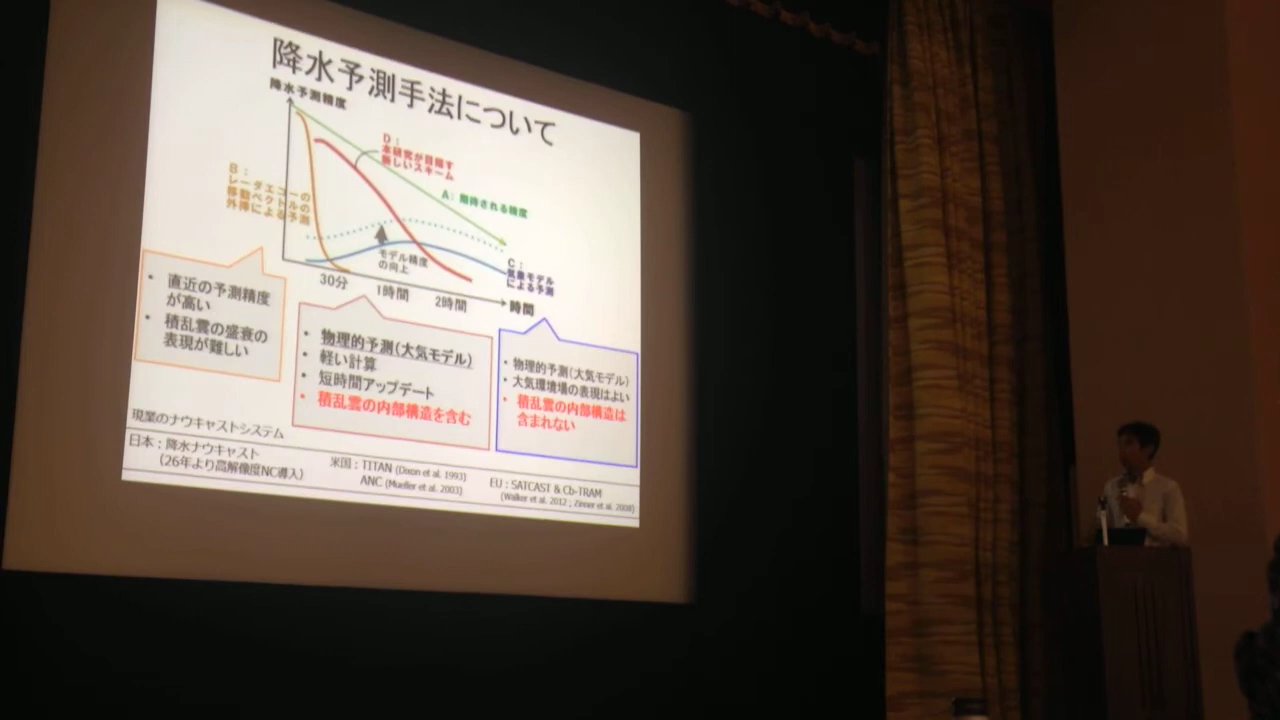 降水予測手法について
降水予測精度
D：
本研究が目指す
新しいスキーム
B：
レーダエコーの
移動ベクトルの
外挿による予測
A：期待される精度
モデル精度
の向上
C：
気象モデル
による予測
30分
1時間
2時間
時間
・直近の予測精度
が高い
・積乱雲の盛衰の
表現が難しい
・物理的予測(大気モデル)
・軽い計算
・短時間アップデート
・積乱雲の内部構造を含む
・物理的予測(大気モデル)
・大気環境場の表現はよい
・積乱雲の内部構造は
含まれない
現業のナウキャストシステム
日本：降水ナウキャスト
（26年より高解像度NC導入）
米国：TITAN (Dixon et al. 1993)
ANC (Mueller et al. 2003)
EU：SATCAST & Cb-TRAM
(Walker et al. 2012 ; Zinner et al. 2008)